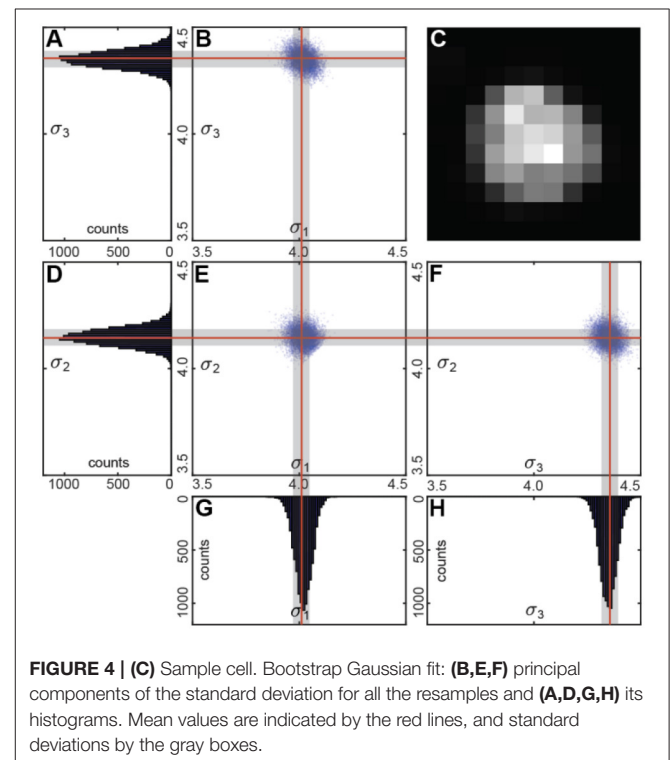 A
B
C
4.5
σ3
4.0
σ3
counts
σ1
3.5
1000
500
0
3.5
4.0
4.5
D
E
F
4.5
4.5
σ2
4.0
σ2
4.0
σ2
counts
σ1
σ3
3.5
3.5
1000
500
0
3.5
4.0
4.5
3.5
4.0
4.5
G
H
0
500
1000
counts
σ1
0
500
1000
counts
σ3
FIGURE 4 | (C) Sample cell. Bootstrap Gaussian fit: (B,E,F) principal
components of the standard deviation for all the resamples and (A,D,G,H) its
histograms. Mean values are indicated by the red lines, and standard
deviations by the gray boxes.